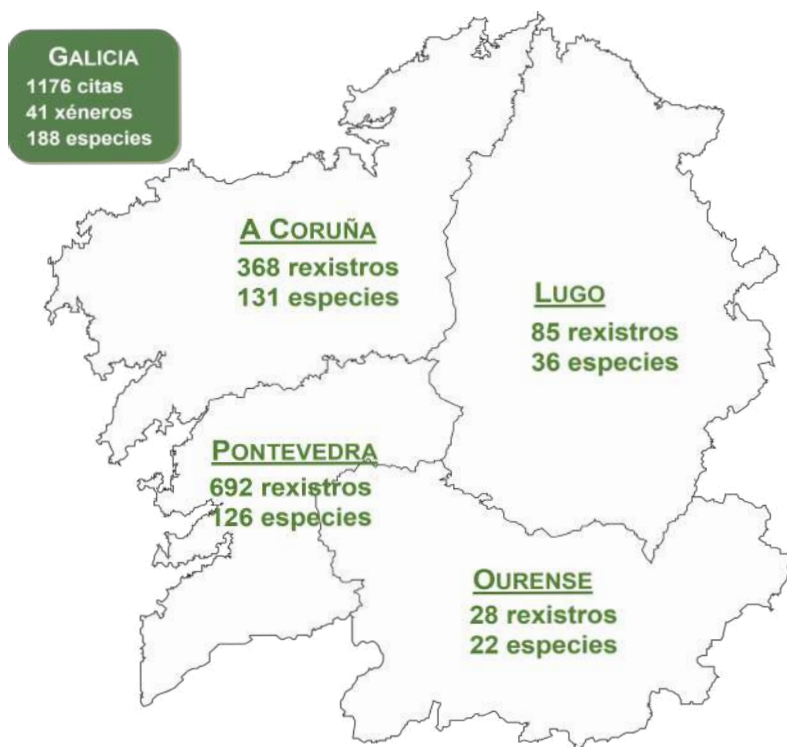 GALICIA
1176 citas
41 xéneros
188 especies
A CORUÑA
368 rexistros
131 especies
LUGO
85 rexistros
36 especies
PONTEVEDRA
692 rexistros
126 especies
OURENSE
28 rexistros
22 especies